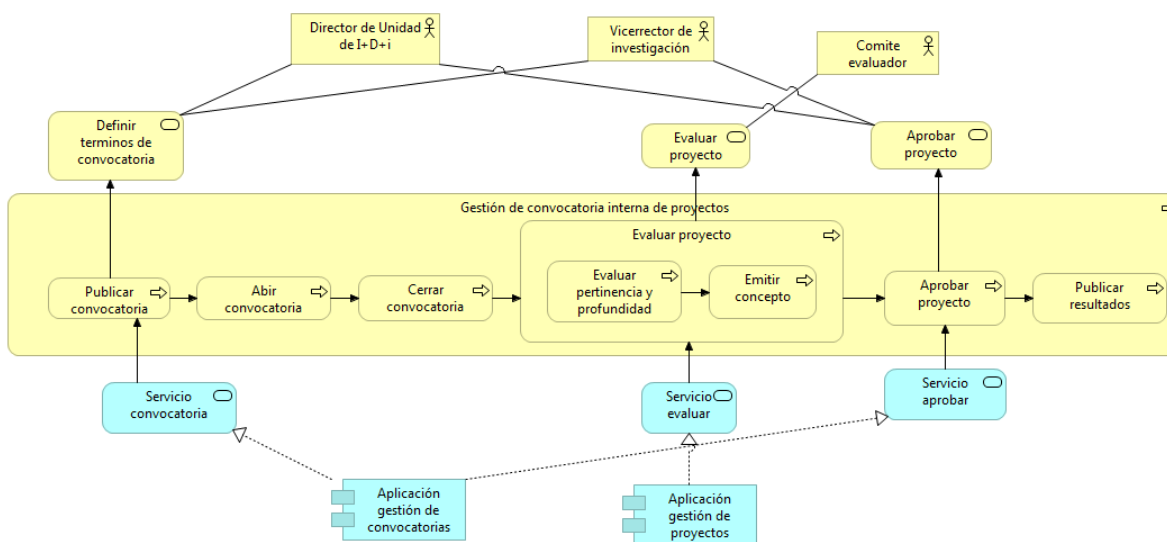 Director de Unidad
de I+D+i
Vicerrector de
investigación
Comite
evaluador
Definir
terminos de
convocatoria
Evaluar
proyecto
Aprobar
proyecto
Gestión de convocatoria interna de proyectos
Evaluar proyecto
Publicar
convocatoria
Abir
convocatoria
Cerrar
convocatoria
Evaluar
pertinencia y
profundidad
Emitir
concepto
Aprobar
proyecto
Publicar
resultados
Servicio
convocatoria
Servicio
evaluar
Servicio
aprobar
Aplicación
gestión de
convocatorias
Aplicación
gestión de
proyectos